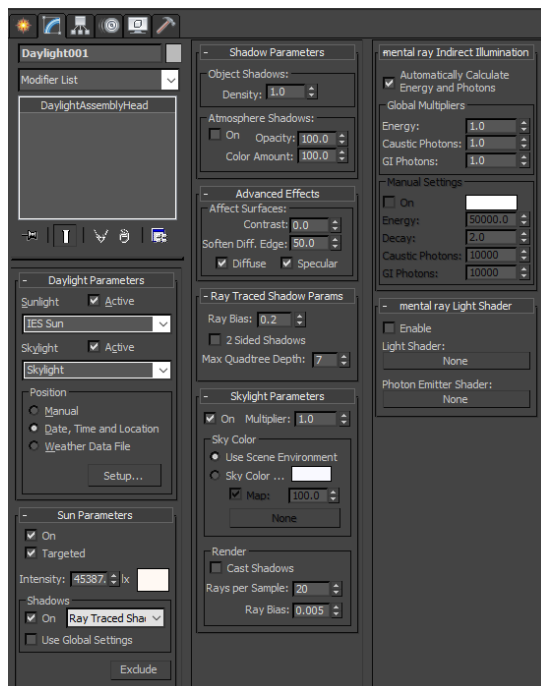 Daylight001
Modifier List
DaylightAssemblyHead
- Daylight Parameters
Sunlight Active
IES Sun
Skylight Active
Skylight
Position
Manual
Date, Time and Location
Weather Data File
Setup...
- Sun Parameters
On
Targeted
Intensity: 45387. lx
Shadows
On Ray Traced Shad
Use Global Settings
Exclude
- Shadow Parameters
Object Shadows:
Density: 1.0
Atmosphere Shadows:
On Opacity: 100.0
Color Amount: 100.0
- Advanced Effects
Affect Surfaces:
Contrast: 0.0
Soften Diff. Edge: 50.0
Diffuse Specular
- Ray Traced Shadow Params
Ray Bias: 0.2
2 Sided Shadows
Max Quadtree Depth: 7
- Skylight Parameters
On Multiplier: 1.0
Sky Color
Use Scene Environment
Sky Color ...
Map: 100.0
None
Render
Cast Shadows
Rays per Sample: 20
Ray Bias: 0.005
- mental ray Indirect Illumination
Automatically Calculate
Energy and Photons
Global Multipliers
Energy: 1.0
Caustic Photons: 1.0
GI Photons: 1.0
Manual Settings
On
Energy: 50000.0
Decay: 2.0
Caustic Photons: 10000
GI Photons: 10000
- mental ray Light Shader
Enable
Light Shader:
None
Photon Emitter Shader:
None